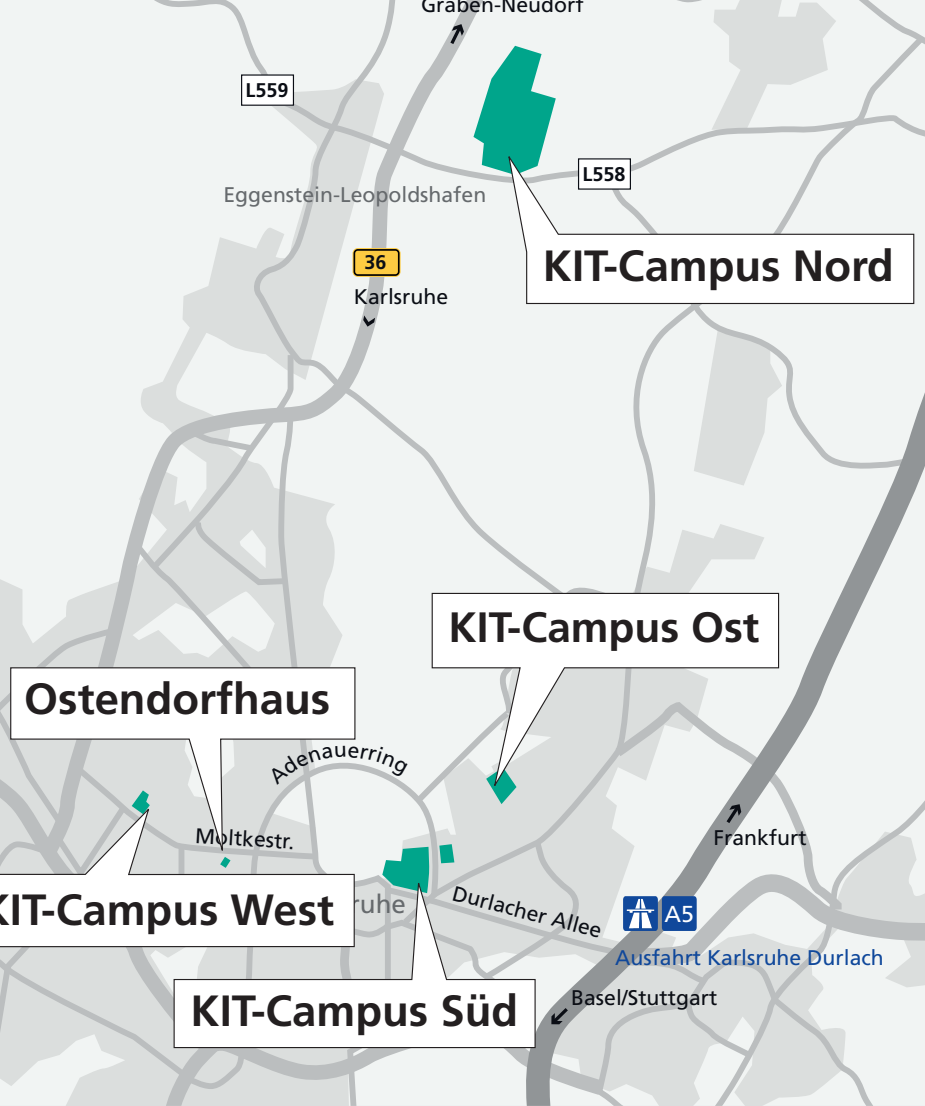 Graben-Neudorf
L559
L558
Eggenstein-Leopoldshafen
KIT-Campus Nord
36
Karlsruhe
KIT-Campus Ost
Ostendorfhaus
Adenauerring
Moltkestr.
Frankfurt
KIT-Campus West
ruhe
Durlacher Allee
A5
Ausfahrt Karlsruhe Durlach
Basel/Stuttgart
KIT-Campus Süd